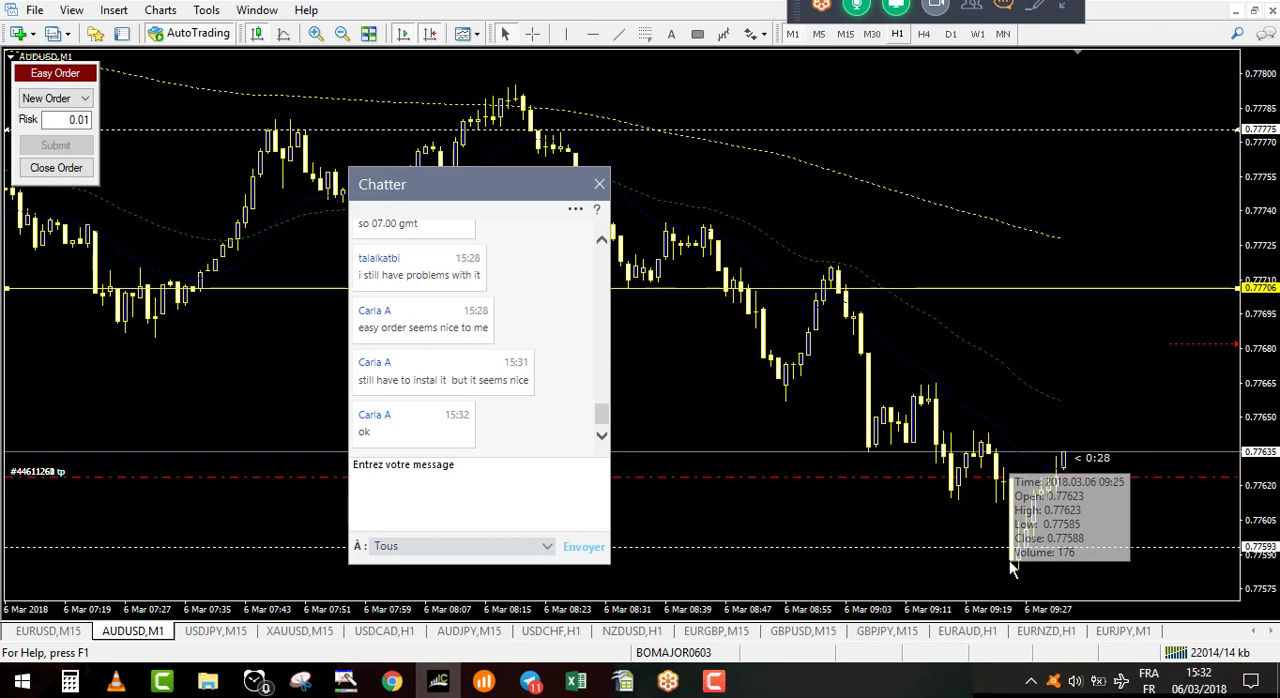 File View Insert Charts Tools Window Help
AutoTrading
M1 M5 M15 M30 H1 H4 D1 W1 MN
AUDUSD,M1
Easy Order
New Order
Risk 0.01
Submit
Close Order
Chatter
... ?
so 07.00 gmt
talalkatbi 15:28
i still have problems with it
Carla A 15:28
easy order seems nice to me
Carla A 15:31
still have to instal it but it seems nice
Carla A 15:32
ok
Entrez votre message
À : Tous Envoyer
0.77800
0.77785
0.77775
0.77755
0.77740
0.77725
0.77710
0.77706
0.77695
0.77680
0.77665
0.77650
0.77635
0.77620
0.77605
0.77593
0.77590
0.77575
< 0:28
tp
Time: 2018.03.06 09:25
Open: 0.77623
High: 0.77623
Low: 0.77585
Close: 0.77588
Volume: 176
6 Mar 2018 6 Mar 07:19 6 Mar 07:27 6 Mar 07:35 6 Mar 07:43 6 Mar 07:51 6 Mar 07:59 6 Mar 08:07 6 Mar 08:15 6 Mar 08:23 6 Mar 08:31 6 Mar 08:39 6 Mar 08:47 6 Mar 08:55 6 Mar 09:03 6 Mar 09:11 6 Mar 09:19 6 Mar 09:27
EURUSD,M15 AUDUSD,M1 USDJPY,M15 XAUUSD,M15 USDCAD,H1 AUDJPY,M15 USDCHF,H1 NZDUSD,H1 EURGBP,M15 GBPUSD,M15 GBPJPY,M15 EURAUD,H1 EURNZD,H1 EURJPY,M1
For Help, press F1 BOMAJOR0603 22014/14 kb
FRA 15:32
FR 06/03/2018